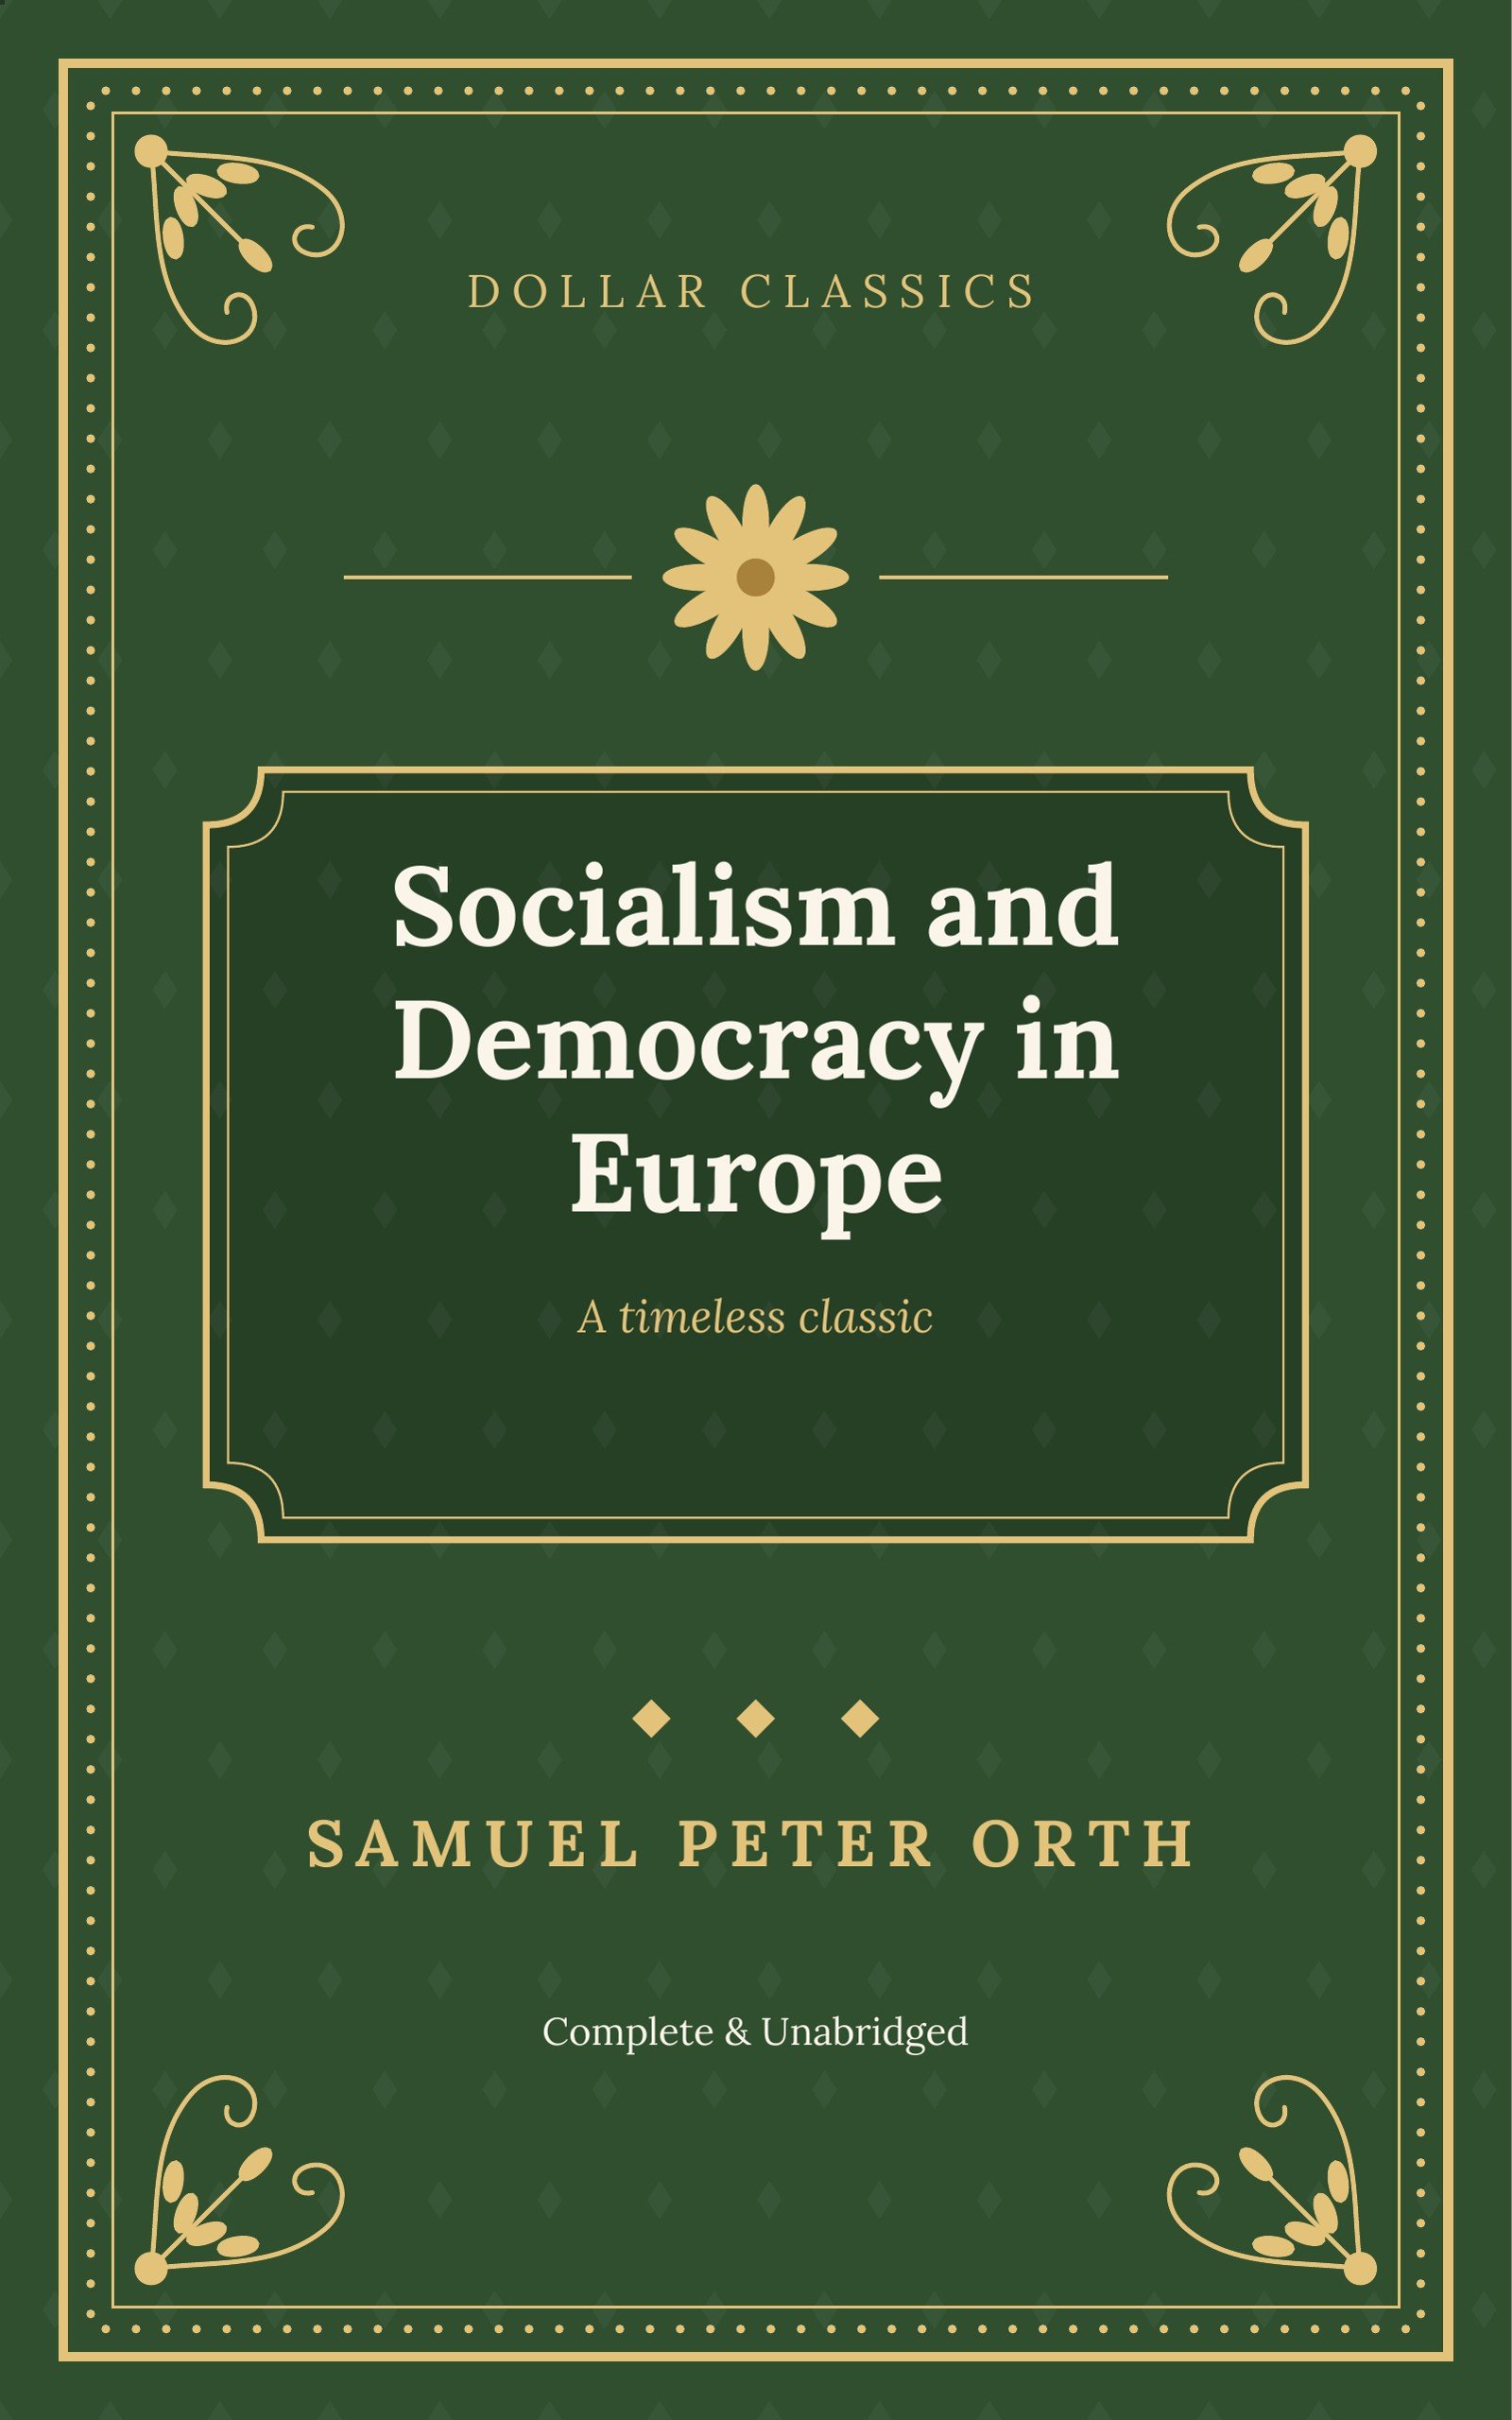 DOLLAR CLASSICS
Socialism and
Democracy in
Europe
A timeless classic
SAMUEL PETER ORTH
Complete & Unabridged